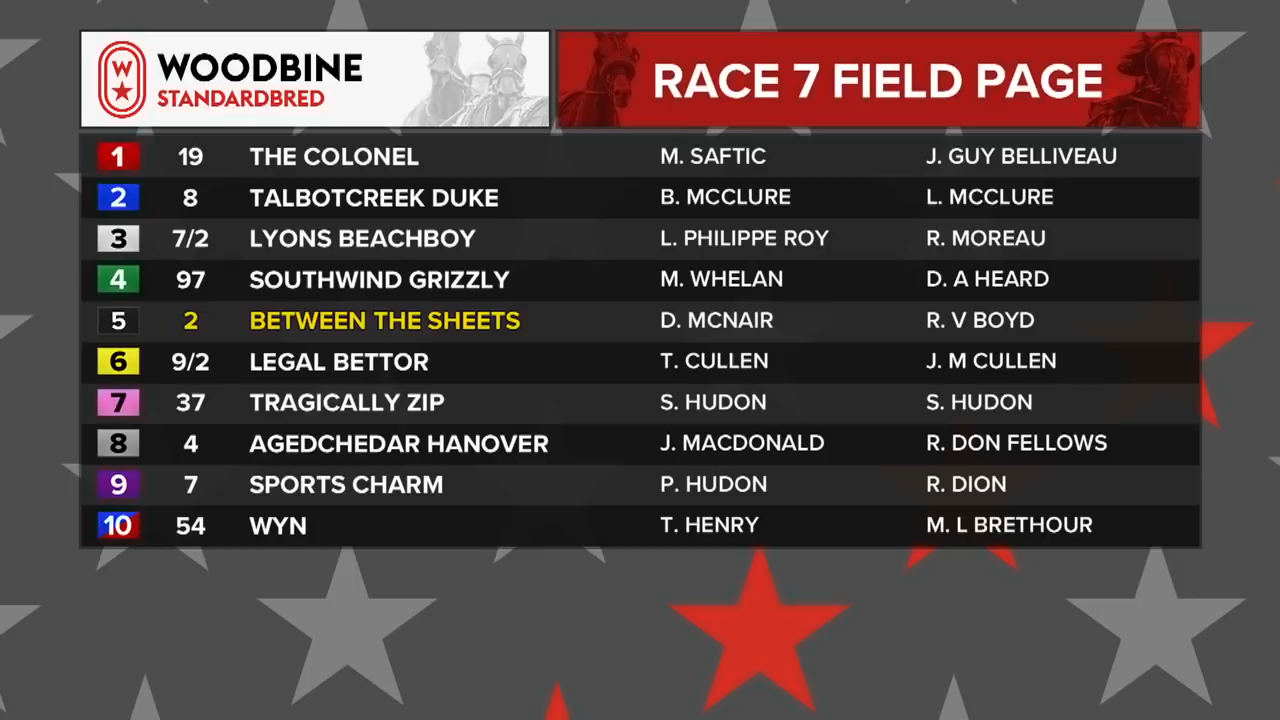 W
WOODBINE
STANDARDBRED
RACE 7 FIELD PAGE
1 19 THE COLONEL M. SAFTIC J. GUY BELLIVEAU
2 8 TALBOTCREEK DUKE B. MCCLURE L. MCCLURE
3 7/2 LYONS BEACHBOY L. PHILIPPE ROY R. MOREAU
4 97 SOUTHWIND GRIZZLY M. WHELAN D. A HEARD
5 2 BETWEEN THE SHEETS D. MCNAIR R. V BOYD
6 9/2 LEGAL BETTOR T. CULLEN J. M CULLEN
7 37 TRAGICALLY ZIP S. HUDON S. HUDON
8 4 AGEDCHEDAR HANOVER J. MACDONALD R. DON FELLOWS
9 7 SPORTS CHARM P. HUDON R. DION
10 54 WYN T. HENRY M. L BRETHOUR